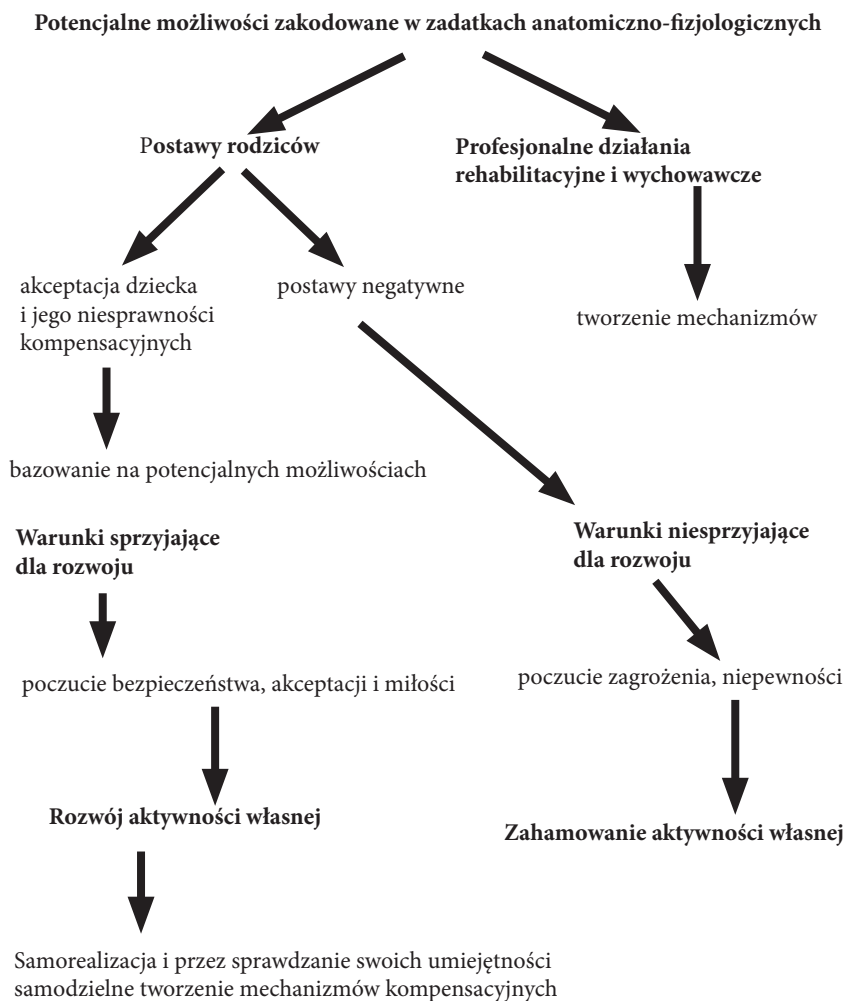 Potencjalne możliwości zakodowane w zadatkach anatomiczno-fizjologicznych
Postawy rodziców
Profesjonalne działania
rehabilitacyjne i wychowawcze
akceptacja dziecka
i jego niesprawności
kompensacyjnych
postawy negatywne
tworzenie mechanizmów
bazowanie na potencjalnych możliwościach
Warunki sprzyjające
dla rozwoju
Warunki niesprzyjające
dla rozwoju
poczucie bezpieczeństwa, akceptacji i miłości
poczucie zagrożenia, niepewności
Rozwój aktywności własnej
Zahamowanie aktywności własnej
Samorealizacja i przez sprawdzanie swoich umiejętności
samodzielne tworzenie mechanizmów kompensacyjnych